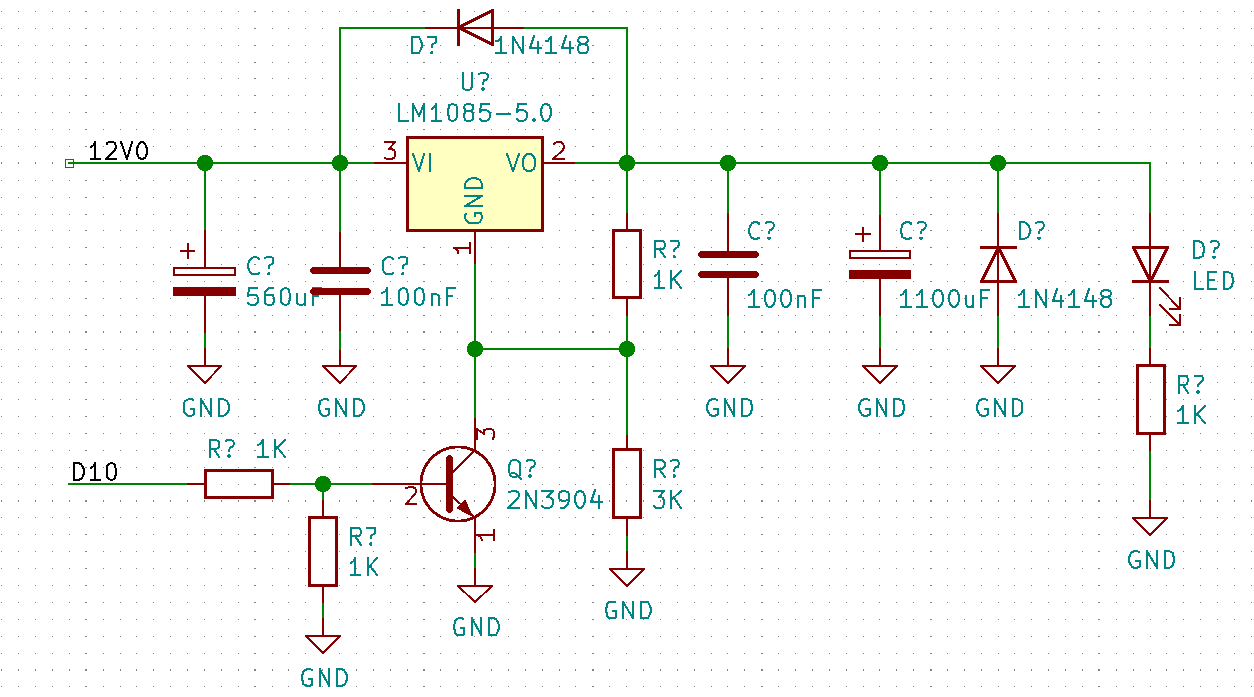 D? 1N4148
U?
LM1085-5.0
12V0
3 VI VO 2
GND
1
+ C?
560uF
C?
100nF
R?
1K
C?
100nF
+ C?
1100uF
D?
1N4148
D?
LED
R?
1K
GND
GND
GND
GND
GND
R? 1K
D10
2
3
1
Q?
2N3904
R?
3K
R?
1K
GND
GND
GND
GND